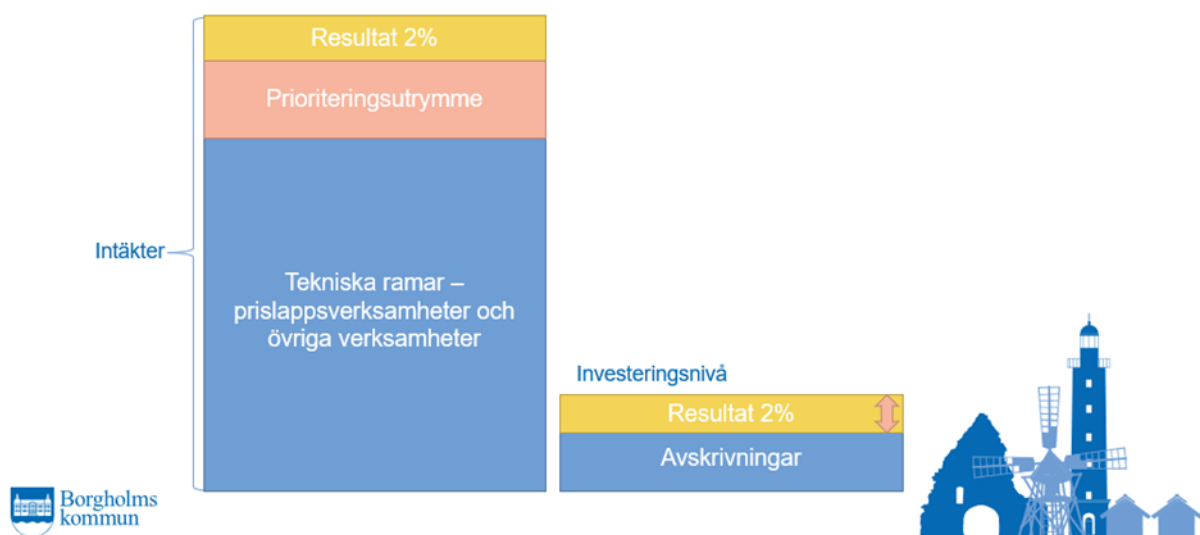 Resultat 2%
Prioriteringsutrymme
Intäkter
Tekniska ramar –
prislappsverksamheter och
övriga verksamheter
Investeringsnivå
Resultat 2%
Avskrivningar
Borgholms
kommun